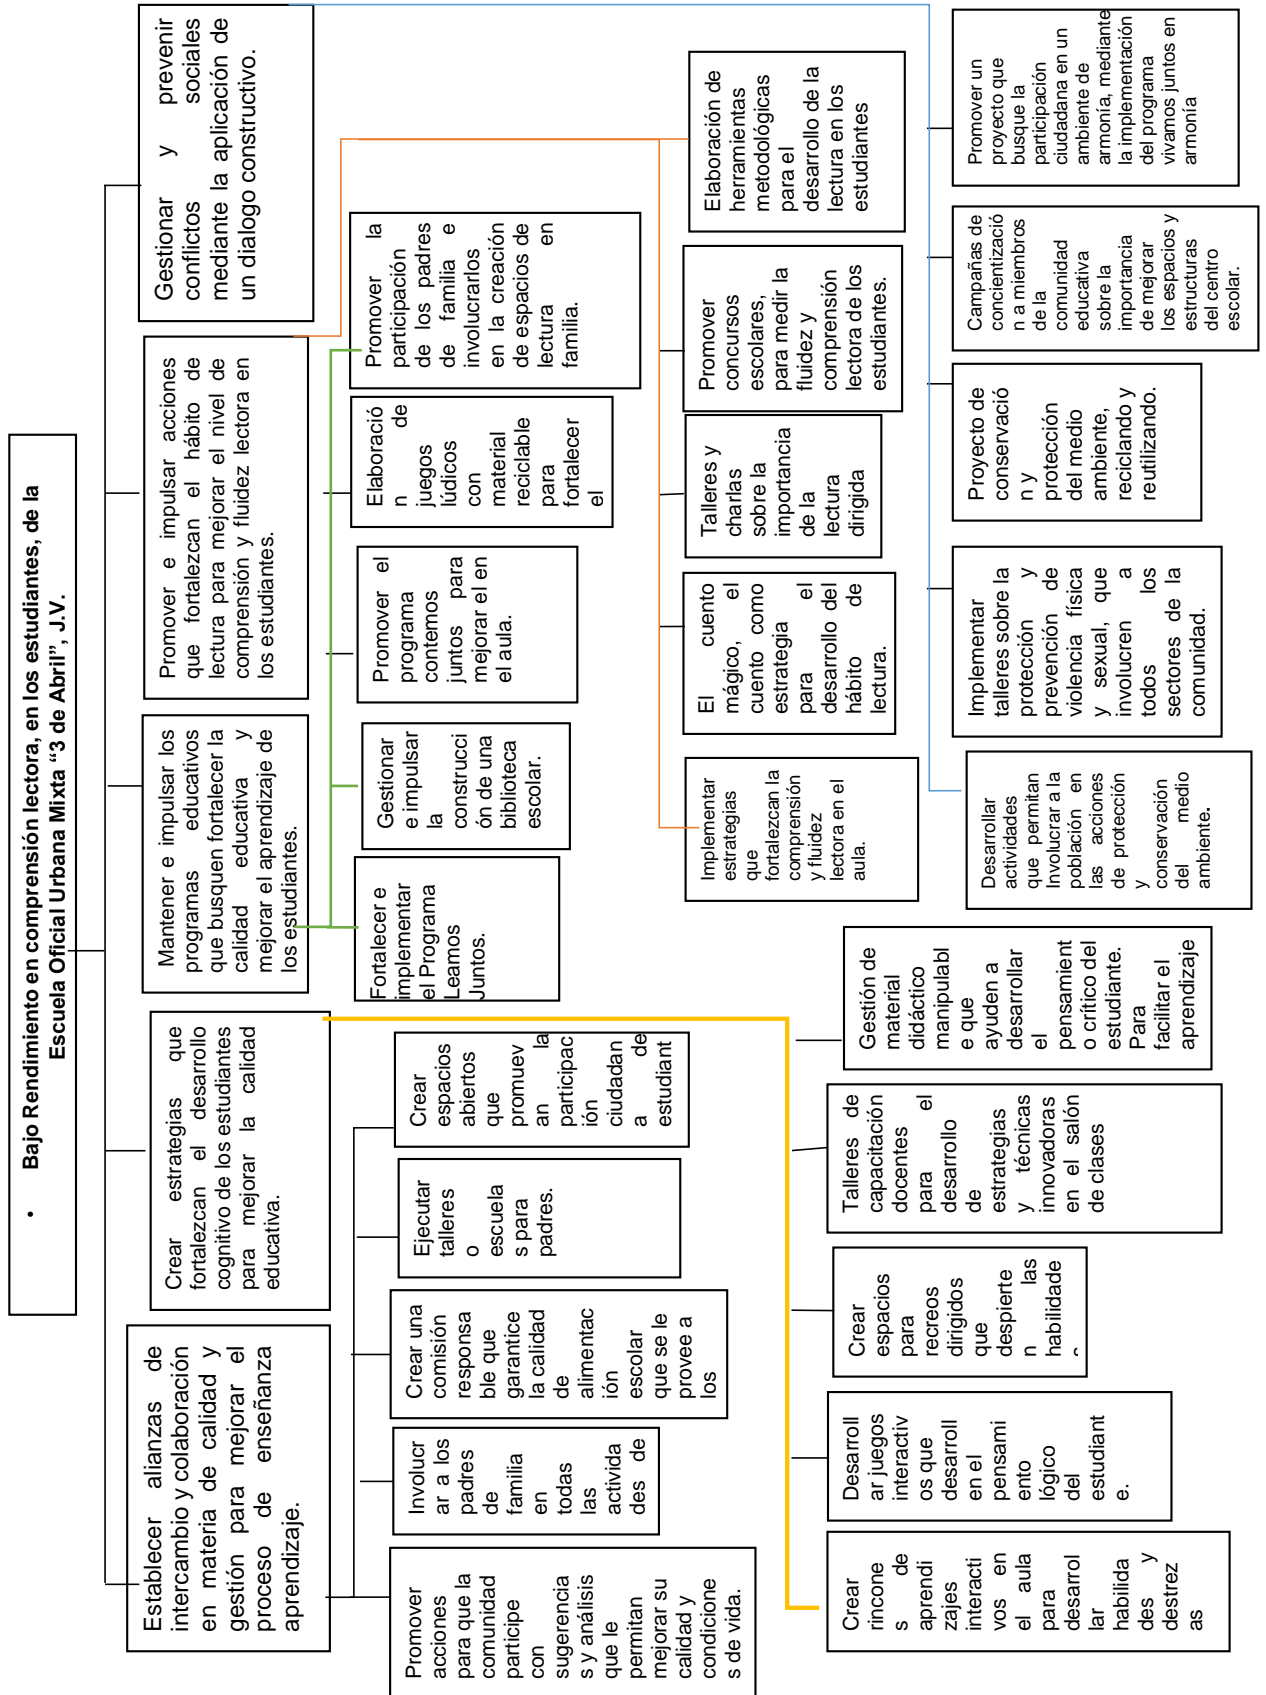 • Bajo Rendimiento en comprensión lectora, en los estudiantes, de la
Escuela Oficial Urbana Mixta “3 de Abril”, J.V.
Establecer alianzas de
intercambio y colaboración
en materia de calidad y
gestión para mejorar el
proceso de enseñanza
aprendizaje.
Crear estrategias que
fortalezcan el desarrollo
cognitivo de los estudiantes
para mejorar la calidad
educativa.
Mantener e impulsar los
programas educativos
que busquen fortalecer la
calidad educativa y
mejorar el aprendizaje de
los estudiantes.
Promover e impulsar acciones
que fortalezcan el hábito de
lectura para mejorar el nivel de
comprensión y fluidez lectora en
los estudiantes.
Gestionar y prevenir
conflictos sociales
mediante la aplicación de
un dialogo constructivo.
Promover
acciones
para que la
comunidad
participe
con
sugerencia
s y análisis
que le
permitan
mejorar su
calidad y
condicione
s de vida.
Involucr
ar a los
padres
de
familia
en
todas
las
activida
des de
Crear una
comisión
responsa
ble que
garantice
la calidad
de
alimentac
ión
escolar
que se le
provee a
los
Ejecutar
talleres
o
escuela
s para
padres.
Crear
espacios
abiertos
que
promuev
an la
participac
ión
ciudadan
a de
estudiant
Fortalecer e
implementar
el Programa
Leamos
Juntos.
Gestionar
e impulsar
la
construcci
ón de una
biblioteca
escolar.
Promover el
programa
contemos
juntos para
mejorar el en
el aula.
Elaboració
n de
juegos
lúdicos
con
material
reciclable
para
fortalecer
el
Promover la
participación
de los padres
de familia e
involucrarlos
en la creación
de espacios de
lectura en
familia.
Implementar
estrategias
que
fortalezcan la
comprensión
y fluidez
lectora en el
aula.
El cuento
mágico, el
cuento como
estrategia
para el
desarrollo del
hábito de
lectura.
Talleres y
charlas
sobre la
importancia
de la
lectura
dirigida
Promover
concursos
escolares,
para medir la
fluidez y
comprensión
lectora de los
estudiantes.
Elaboración de
herramientas
metodológicas
para el
desarrollo de la
lectura en los
estudiantes
Crear
rincone
s de
aprendi
zajes
interacti
vos en
el aula
para
desarrol
lar
habilida
des y
destrez
as
Desarroll
ar juegos
interactiv
os que
desarroll
en el
pensami
ento
lógico
del
estudiant
e.
Crear
espacios
para
recreos
dirigidos
que
despierte
n las
habilidade
Talleres de
capacitación
docentes
para el
desarrollo
de
estrategias
y técnicas
innovadoras
en el salón
de clases
Gestión de
material
didáctico
manipulabl
e que
ayuden a
desarrollar
el
pensamient
o crítico del
estudiante.
Para
facilitar el
aprendizaje
Desarrollar
actividades
que permitan
Involucrar a la
población en
las acciones
de protección
y
conservación
del medio
ambiente.
Implementar
talleres sobre la
protección y
prevención de
violencia física
y sexual, que
involucren a
todos los
sectores de la
comunidad.
Proyecto de
conservació
n y
protección
del medio
ambiente,
reciclando y
reutilizando.
Campañas de
concientizació
n a miembros
de la
comunidad
educativa
sobre la
importancia
de mejorar
los espacios y
estructuras
del centro
escolar.
Promover un
proyecto que
busque la
participación
ciudadana en un
ambiente de
armonía, mediante
la implementación
del programa
vivamos juntos en
armonía